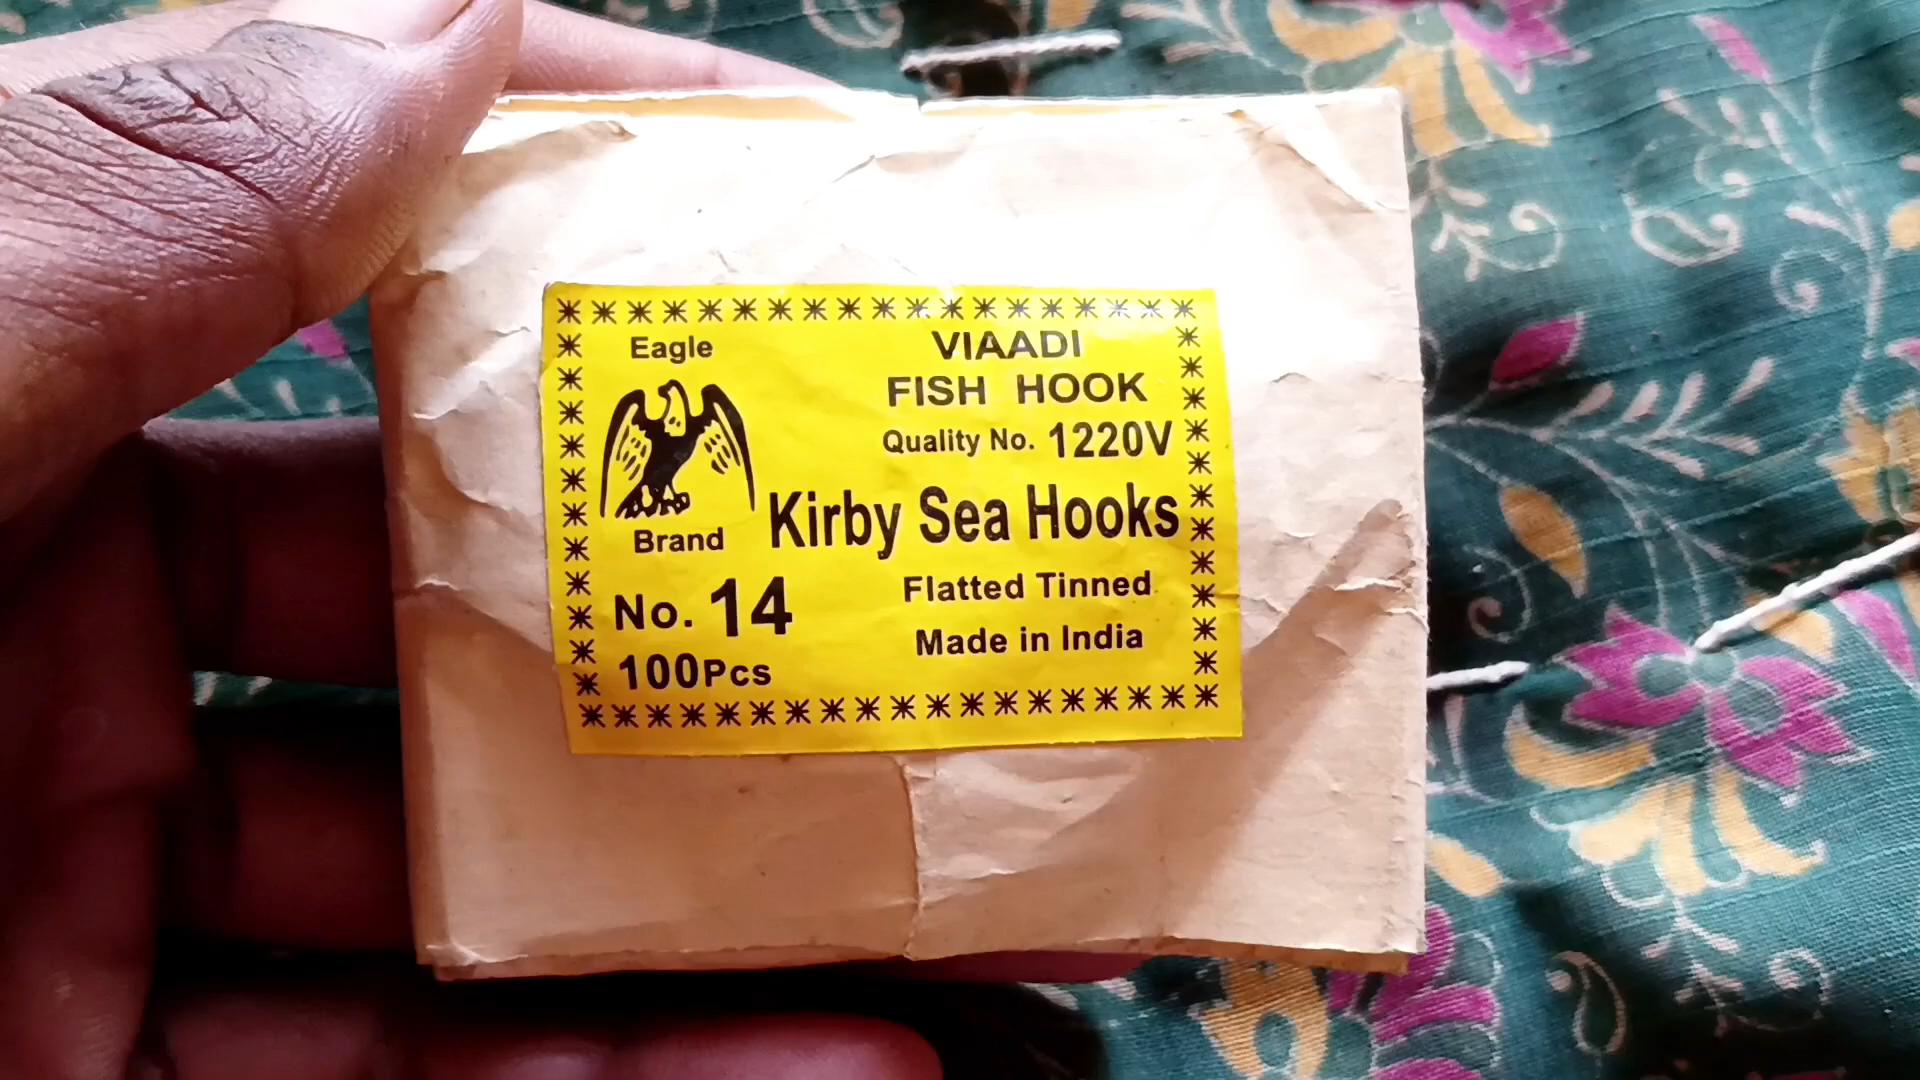 Eagle
Brand
No. 14
100Pcs
VIAADI
FISH HOOK
Quality No. 1220V
Kirby Sea Hooks
Flatted Tinned
Made in India